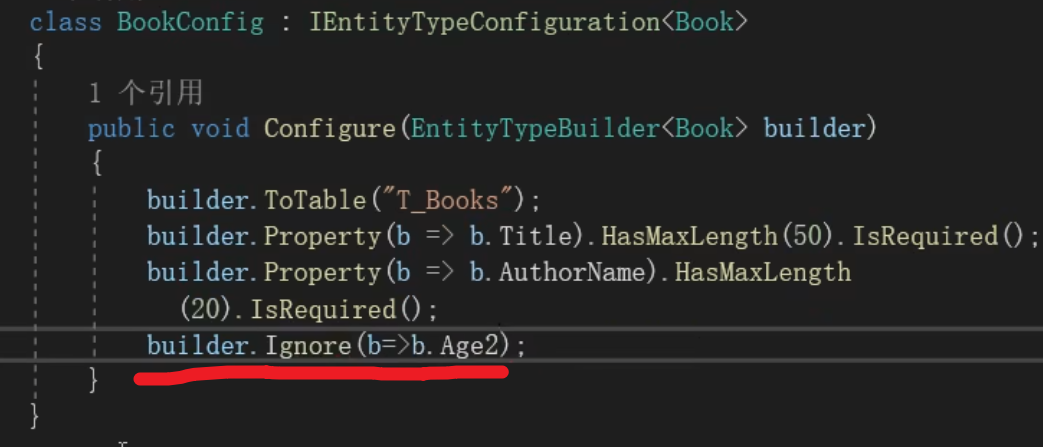 class BookConfig : IEntityTypeConfiguration<Book>
{
1 个引用
public void Configure(EntityTypeBuilder<Book> builder)
{
builder.ToTable("T_Books");
builder.Property(b => b.Title).HasMaxLength(50).IsRequired();
builder.Property(b => b.AuthorName).HasMaxLength
(20).IsRequired();
builder.Ignore(b=>b.Age2);
}
}